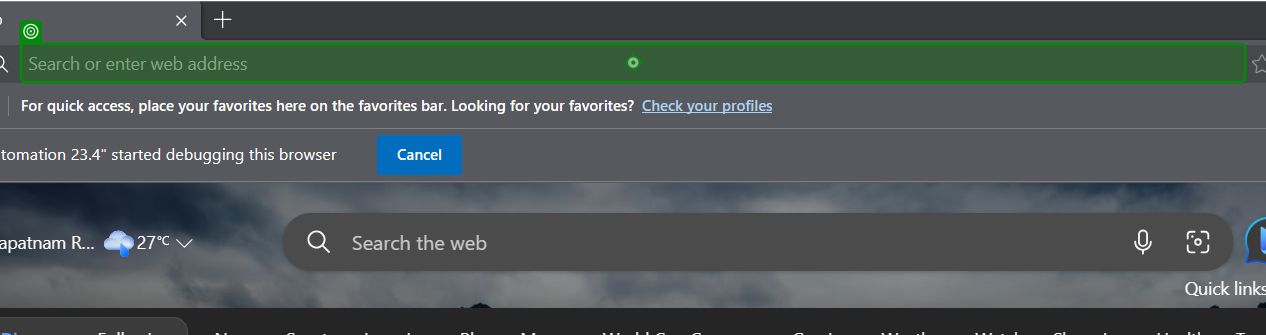 Search or enter web address
For quick access, place your favorites here on the favorites bar. Looking for your favorites? Check your profiles
tomation 23.4" started debugging this browser Cancel
apatnam R... 27°C Search the web
Quick links